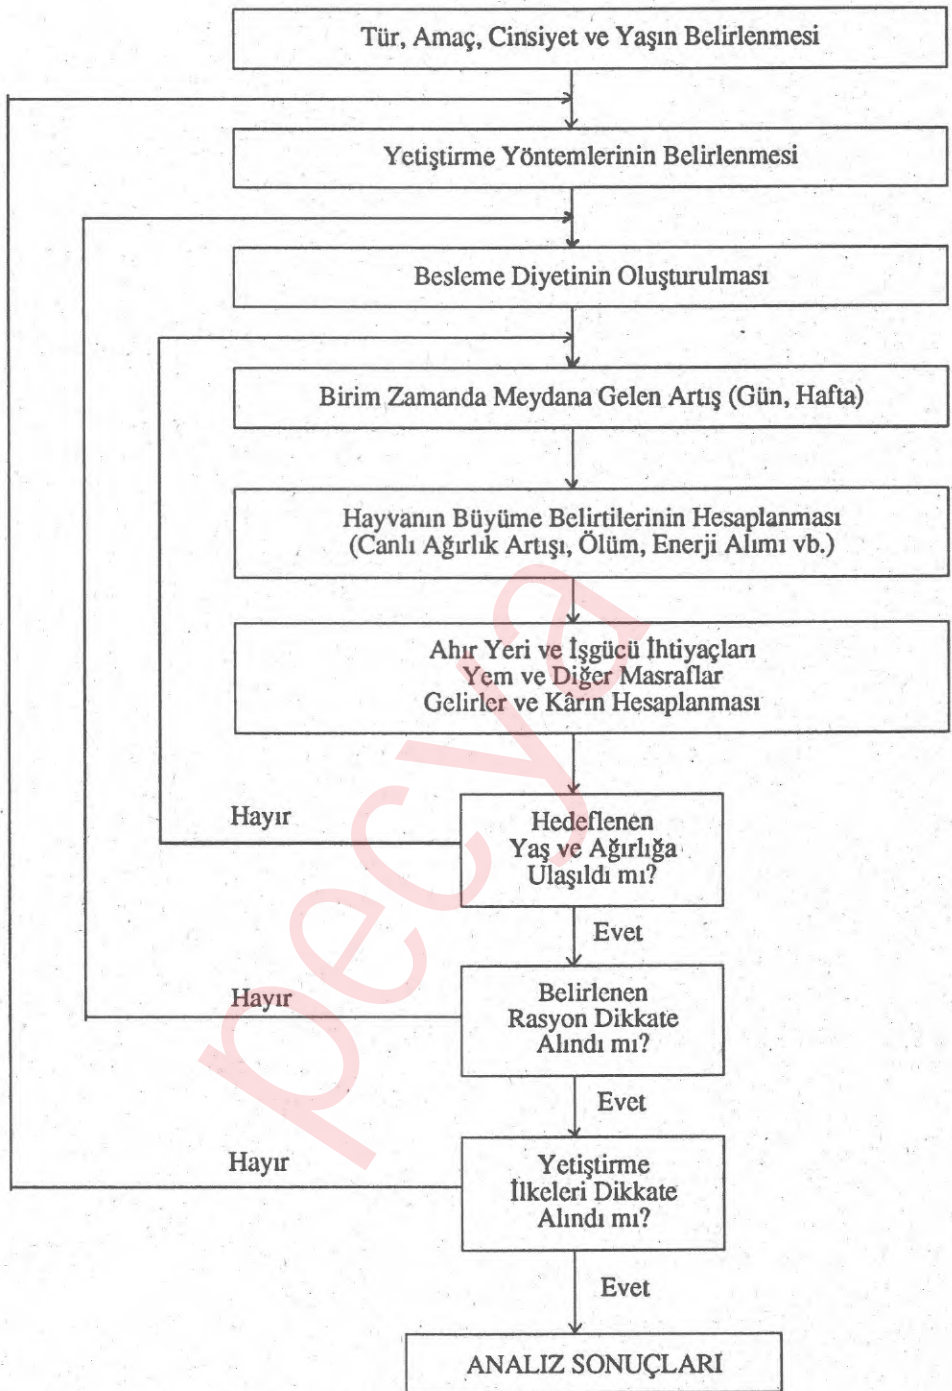 Tür, Amaç, Cinsiyet ve Yaşın Belirlenmesi
Yetiştirme Yöntemlerinin Belirlenmesi
Besleme Diyetinin Oluşturulması
Birim Zamanda Meydana Gelen Artış (Gün, Hafta)
Hayvanın Büyüme Belirtilerinin Hesaplanması
(Canlı Ağırlık Artışı, Ölüm, Enerji Alımı vb.)
Ahır Yeri ve İşgücü İhtiyaçları
Yem ve Diğer Masraflar
Gelirler ve Kârın Hesaplanması
Hayır
Hedeflenen
Yaş ve Ağırlığa
Ulaşıldı mı?
Evet
Hayır
Belirlenen
Rasyon Dikkate
Alındı mı?
Evet
Hayır
Yetiştirme
İlkeleri Dikkate
Alındı mı?
Evet
ANALIZ SONUÇLARI
pecya